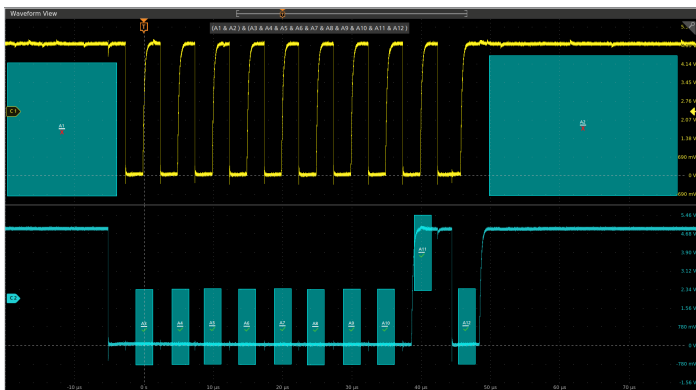 Waveform View
T
(A1 & A2 ) & (A3 & A4 & A5 & A6 & A7 & A8 & A9 & A10 & A11 & A12 )
4.14 V
3.45 V
2.76 V
2.07 V
1.38 V
690 mV
0 V
-690 mV
C1
A1
A2
5.46 V
4.68 V
3.90 V
3.12 V
2.34 V
1.56 V
780 mV
0 V
-780 mV
-1.56 V
C2
A11
A3 A4 A5 A6 A7 A8 A9 A10 A12
-10 µs 0 s 10 µs 20 µs 30 µs 40 µs 50 µs 60 µs 70 µs